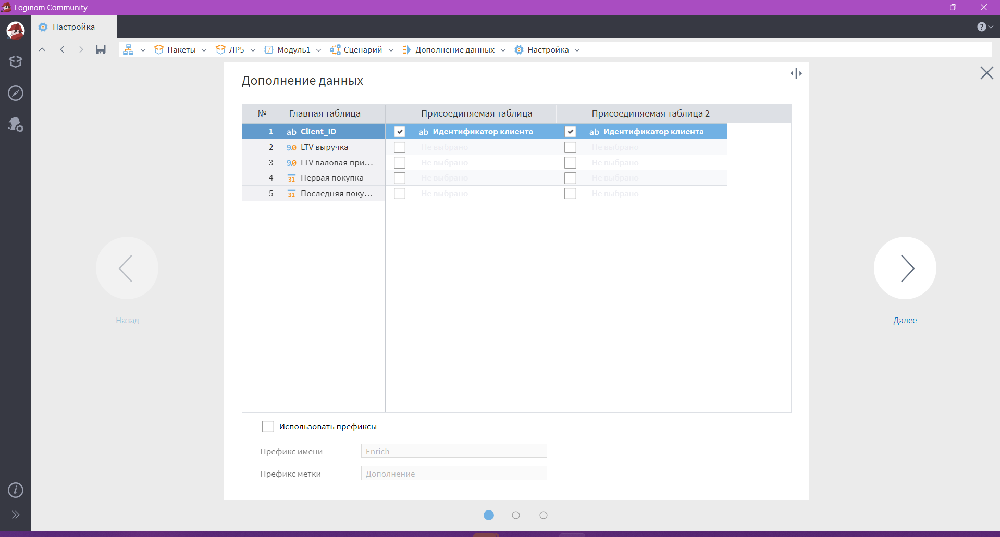 Loginom Community
Настройка
Пакеты ЛР5 Модуль1 Сценарий Дополнение данных Настройка
Дополнение данных
№ Главная таблица Присоединяемая таблица Присоединяемая таблица 2
1 ab Client_ID ab Идентификатор клиента ab Идентификатор клиента
2 9.0 LTV выручка Не выбрано Не выбрано
3 9.0 LTV валовая при... Не выбрано Не выбрано
4 31 Первая покупка Не выбрано Не выбрано
5 31 Последняя поку... Не выбрано Не выбрано
Назад
Далее
Использовать префиксы
Префикс имени Enrich
Префикс метки Дополнение